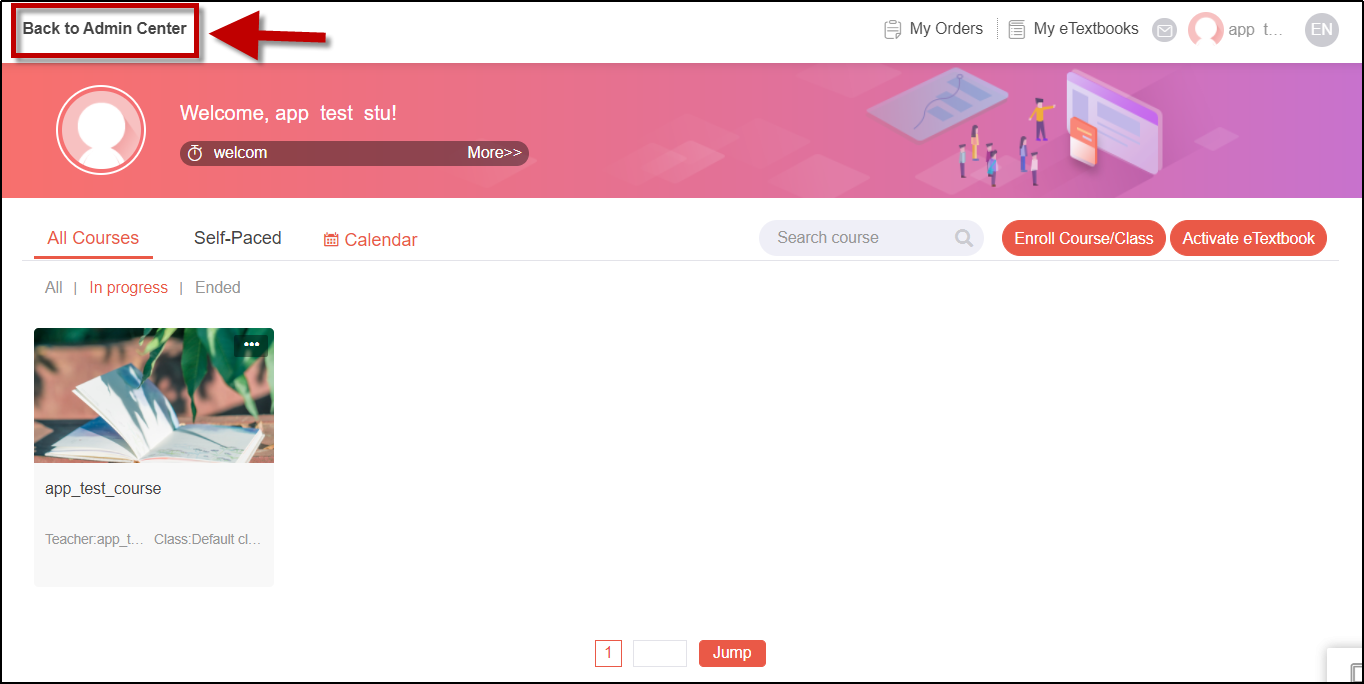 Back to Admin Center
My Orders
My eTextbooks
app t...
EN
Welcome, app test stu!
welcom More>>
All Courses Self-Paced Calendar
Search course
Enroll Course/Class
Activate eTextbook
All | In progress | Ended
app_test_course
Teacher:app_t... Class:Default cl...
1 Jump